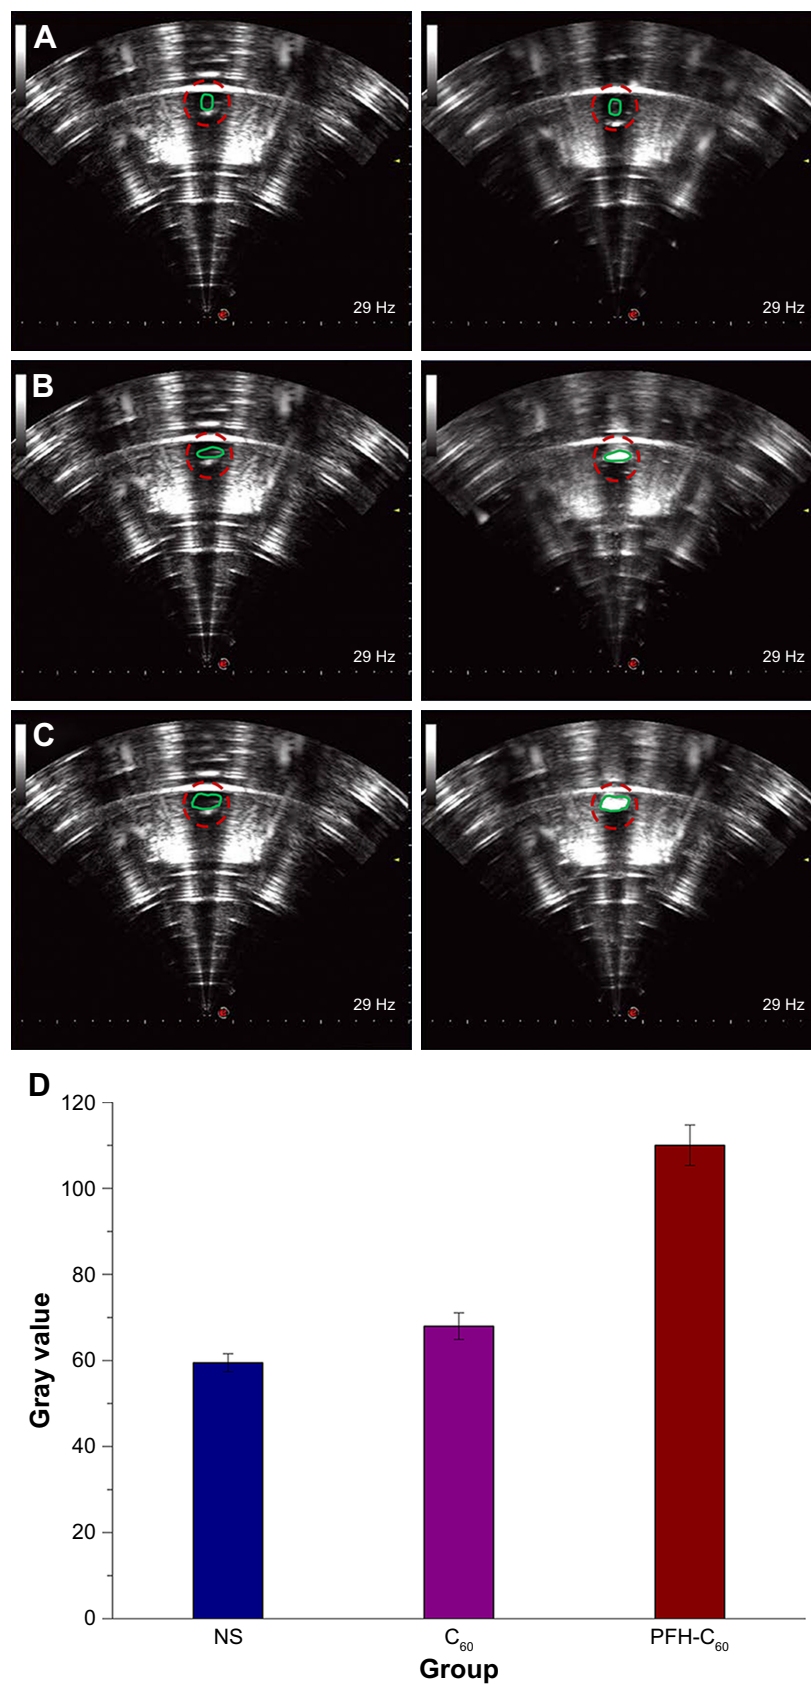 A
29 Hz
29 Hz
B
29 Hz
29 Hz
C
29 Hz
29 Hz
D
120
100
80
60
40
20
0
Gray value
NS
C₆₀
PFH-C₆₀
Group